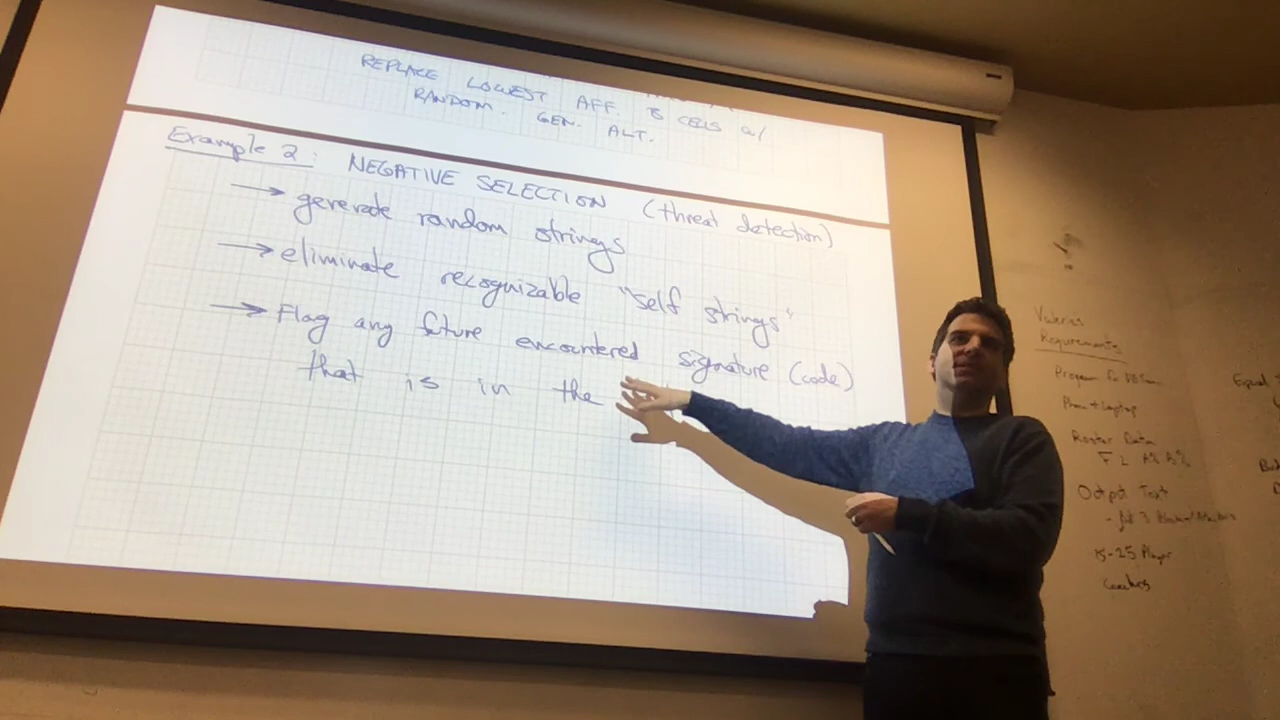 REPLACE LOWEST AFF. B CELLS w/
RANDOM. GEN. ALT.
Example 2: NEGATIVE SELECTION (threat detection)
→ generate random strings
→ eliminate recognizable "self strings"
→ Flag any future encountered signature (code)
that is in the
Requirements
Phone + Laptop
Roster Data
Output Text
15-25 Player
Coaches